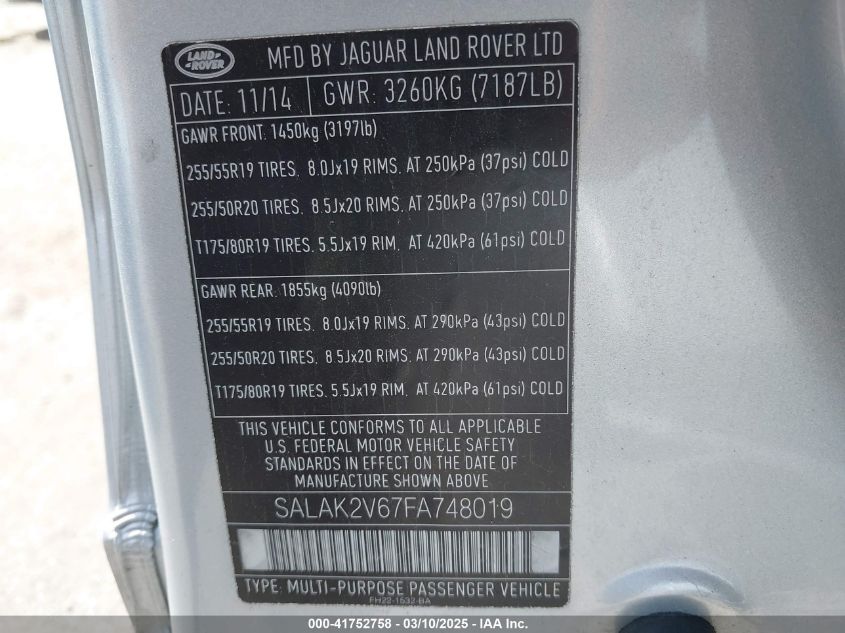 LAND-
-ROVER
MFD BY JAGUAR LAND ROVER LTD
DATE: 11/14 GWR: 3260KG (7187LB)
GAWR FRONT. 1450kg (3197lb)
255/55R19 TIRES. 8.0Jx19 RIMS. AT 250kPa (37psi) COLD
255/50R20 TIRES. 8.5Jx20 RIMS. AT 250kPa (37psi) COLD
T175/80R19 TIRES. 5.5Jx19 RIM. AT 420kPa (61psi) COLD
GAWR REAR. 1855kg (4090lb)
255/55R19 TIRES. 8.0Jx19 RIMS. AT 290kPa (43psi) COLD
255/50R20 TIRES. 8.5Jx20 RIMS. AT 290kPa (43psi) COLD
T175/80R19 TIRES. 5.5Jx19 RIM. AT 420kPa (61psi) COLD
THIS VEHICLE CONFORMS TO ALL APPLICABLE
U.S. FEDERAL MOTOR VEHICLE SAFETY
STANDARDS IN EFFECT ON THE DATE OF
MANUFACTURE SHOWN ABOVE.
SALAK2V67FA748019
TYPE: MULTI-PURPOSE PASSENGER VEHICLE
FH22-1532-BA
000-41752758 - 03/10/2025 - IAAI Inc.